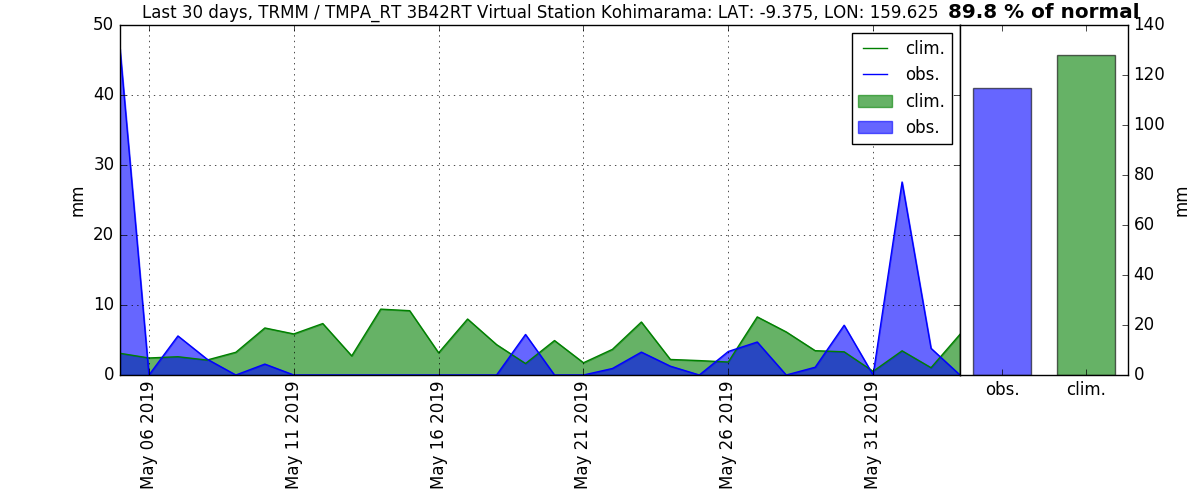 Last 30 days, TRMM / TMPA_RT 3B42RT Virtual Station Kohimarama: LAT: -9.375, LON: 159.625 89.8 % of normal
50
40
30
20
10
0
mm
clim.
obs.
clim.
obs.
May 06 2019
May 11 2019
May 16 2019
May 21 2019
May 26 2019
May 31 2019
140
120
100
80
60
40
20
0
mm
obs. clim.